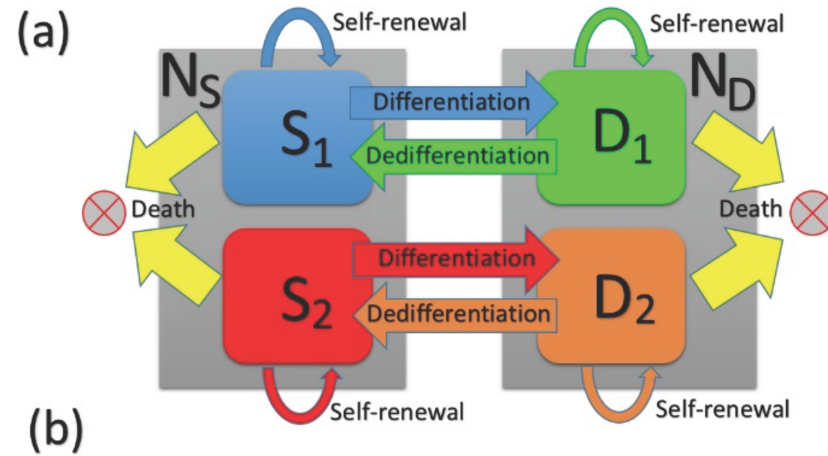 (a)
Self-renewal
Self-renewal
NS
ND
S1
Differentiation
D1
Dedifferentiation
Death
Death
S2
Differentiation
D2
Dedifferentiation
Self-renewal
Self-renewal
(b)